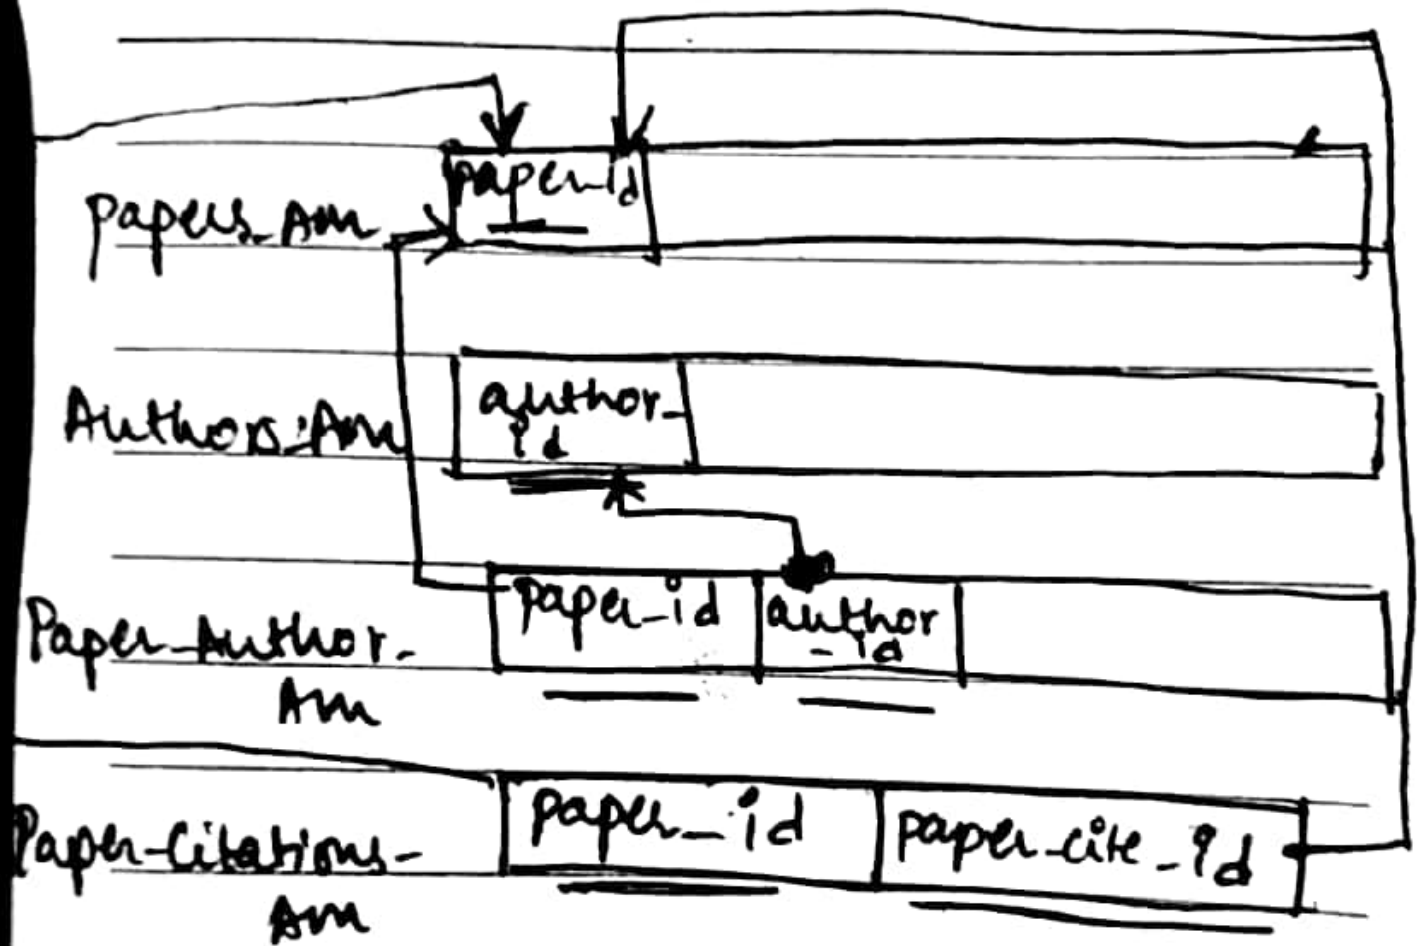 papers_Am paper_id
Authors_Am author_
id
Paper_Author_ paper_id author
Am _id
Paper_Citations_ paper_id paper_cite_id
Am